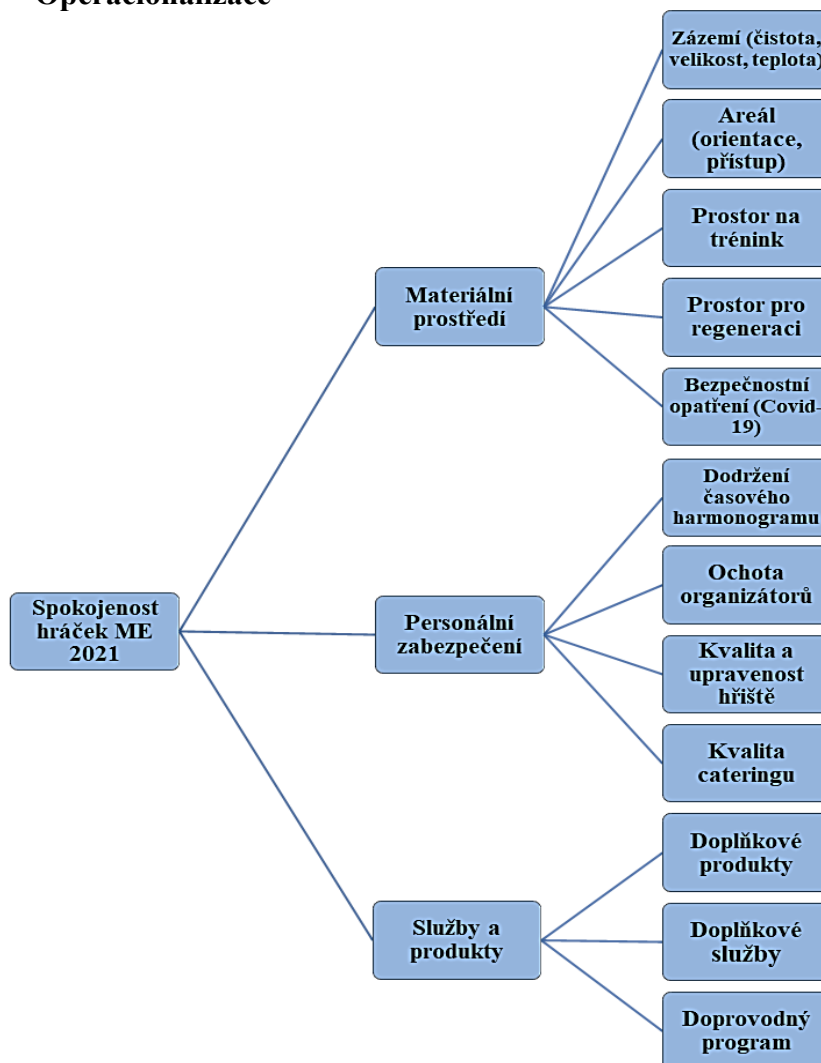 Operacionalizace
Zázemí (čistota,
velikost, teplota)
Areál
(orientace,
přístup)
Prostor na
trénink
Materiální
prostředí
Prostor pro
regeneraci
Bezpečnostní
opatření (Covid-
19)
Dodržení
časového
harmonogramu
Ochota
organizátorů
Spokojenost
hráček ME
2021
Personální
zabezpečení
Kvalita a
upravenost
hřiště
Kvalita
cateringu
Doplňkové
produkty
Služby a
produkty
Doplňkové
služby
Doprovodný
program